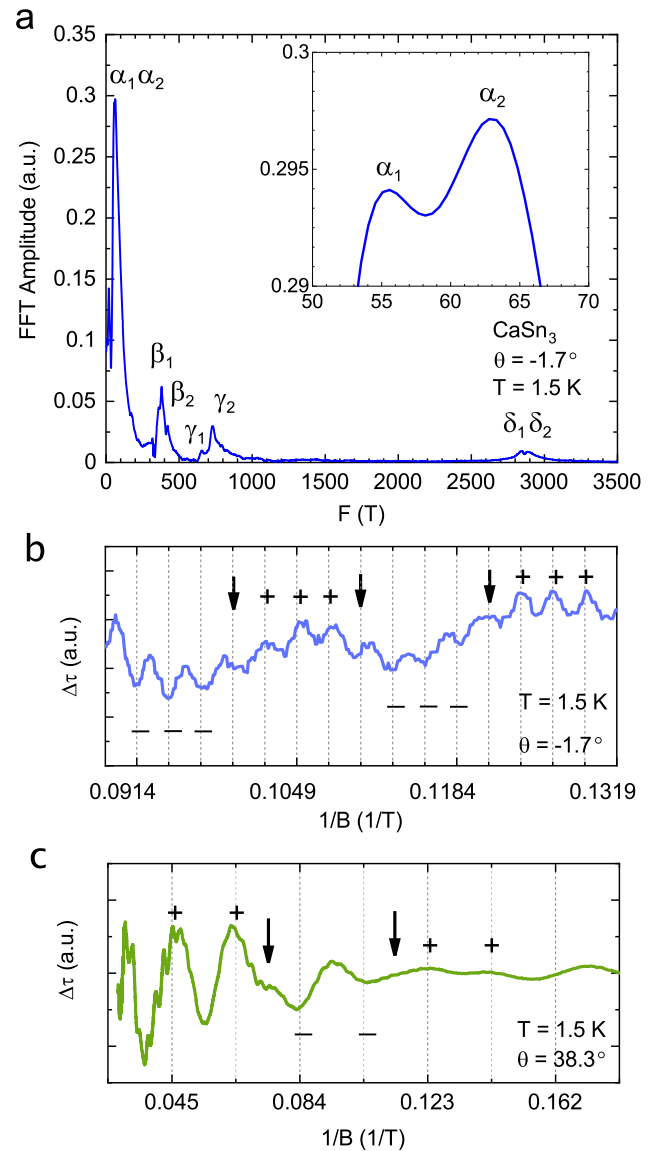 a
FFT Amplitude (a.u.)
0.35
0.3
0.25
0.2
0.15
0.1
0.05
0
α₁α₂
β₁
β₂
γ₁
γ₂
δ₁δ₂
0.3
0.295
0.29
α₁
α₂
50 55 60 65 70
CaSn₃
θ = -1.7°
T = 1.5 K
0 500 1000 1500 2000 2500 3000 3500
F (T)
b
Δτ (a.u.)
+ + + + + +
— — —
— — —
T = 1.5 K
θ = -1.7°
0.0914 0.1049 0.1184 0.1319
1/B (1/T)
c
Δτ (a.u.)
+ + + +
— —
T = 1.5 K
θ = 38.3°
0.045 0.084 0.123 0.162
1/B (1/T)